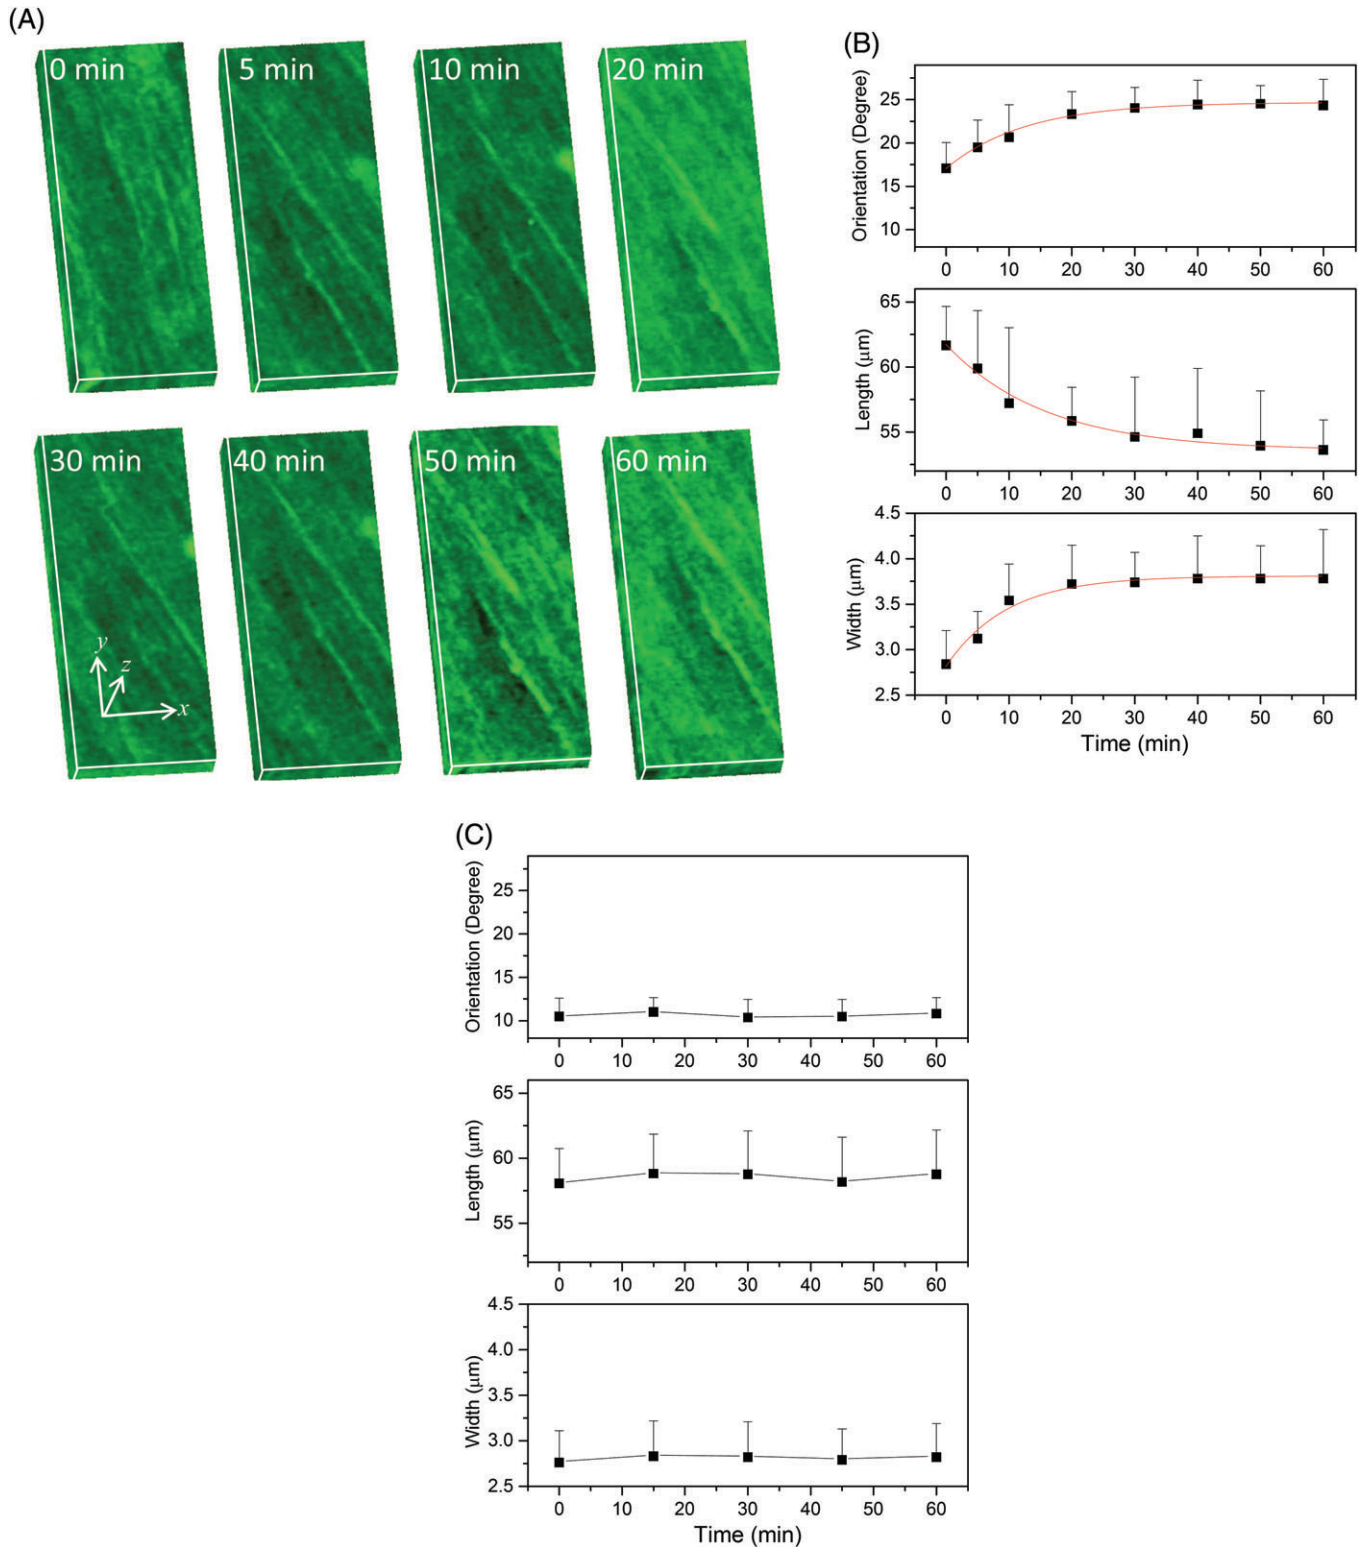 (A)
0 min
5 min
10 min
20 min
30 min
40 min
50 min
60 min
y
z
x
(B)
Orientation (Degree)
25
20
15
10
0 10 20 30 40 50 60
Length (μm)
65
60
55
0 10 20 30 40 50 60
Width (μm)
4.5
4.0
3.5
3.0
2.5
0 10 20 30 40 50 60
Time (min)
(C)
Orientation (Degree)
25
20
15
10
0 10 20 30 40 50 60
Length (μm)
65
60
55
0 10 20 30 40 50 60
Width (μm)
4.5
4.0
3.5
3.0
2.5
0 10 20 30 40 50 60
Time (min)